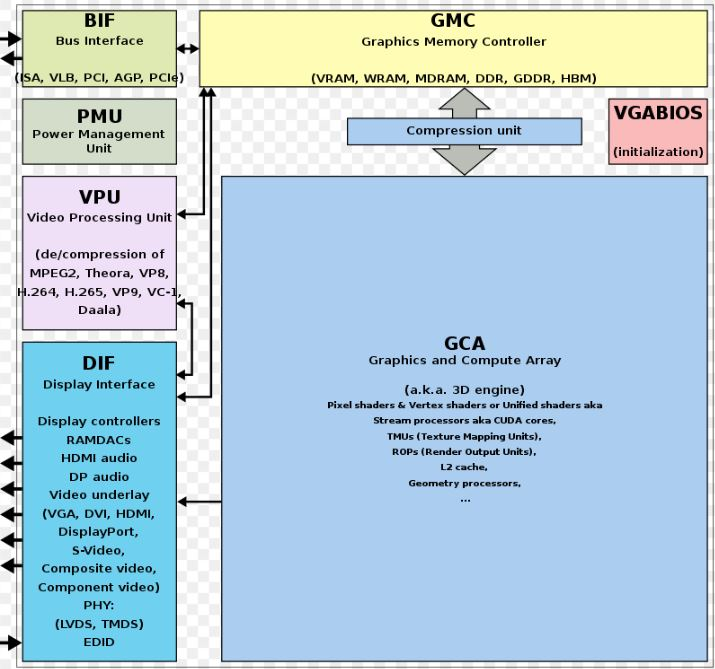 BIF
Bus Interface
(ISA, VLB, PCI, AGP, PCIe)
GMC
Graphics Memory Controller
(VRAM, WRAM, MDRAM, DDR, GDDR, HBM)
PMU
Power Management
Unit
Compression unit
VGABIOS
(initialization)
VPU
Video Processing Unit
(de/compression of
MPEG2, Theora, VP8,
H.264, H.265, VP9, VC-1,
Daala)
DIF
Display Interface
Display controllers
RAMDACs
HDMI audio
DP audio
Video underlay
(VGA, DVI, HDMI,
DisplayPort,
S-Video,
Composite video,
Component video)
PHY:
(LVDS, TMDS)
EDID
GCA
Graphics and Compute Array
(a.k.a. 3D engine)
Pixel shaders & Vertex shaders or Unified shaders aka
Stream processors aka CUDA cores,
TMUs (Texture Mapping Units),
ROPs (Render Output Units),
L2 cache,
Geometry processors,
...